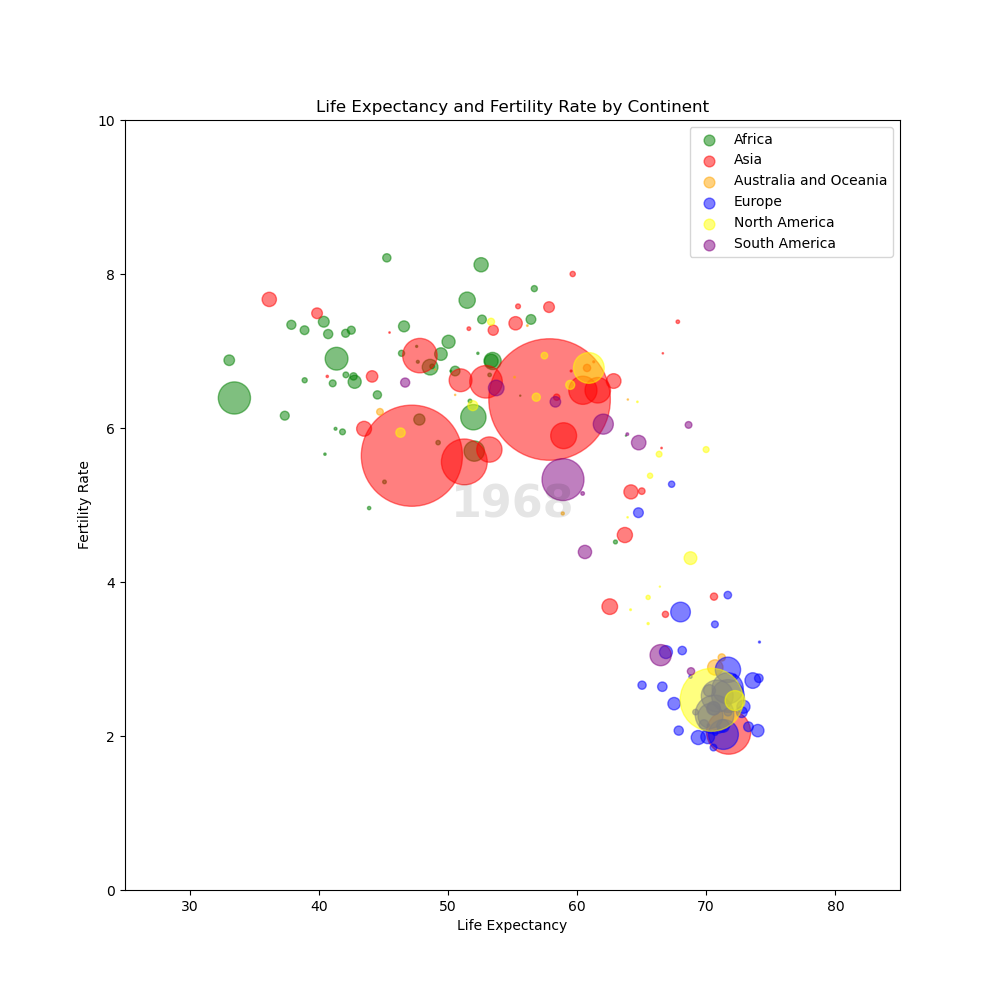 Life Expectancy and Fertility Rate by Continent
10
8
6
4
2
0
Fertility Rate
Africa
Asia
Australia and Oceania
Europe
North America
South America
1968
30 40 50 60 70 80
Life Expectancy